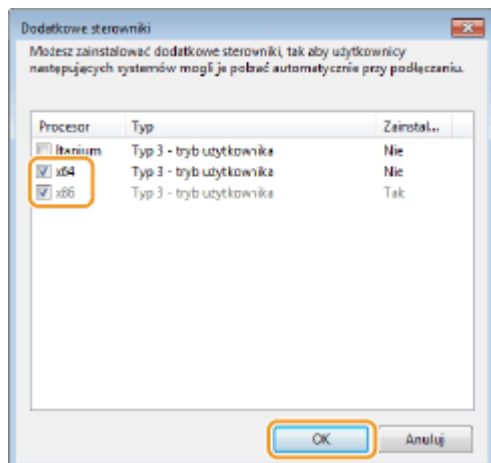 Dodatkowe sterowniki
Możesz zainstalować dodatkowe sterowniki, tak aby użytkownicy
następujących systemów mogli je pobrać automatycznie przy podłączaniu.
Procesor Typ Zainstal...
Itanium Typ 3 - tryb użytkownika Nie
x64 Typ 3 - tryb użytkownika Nie
x86 Typ 3 - tryb użytkownika Tak
OK Anuluj